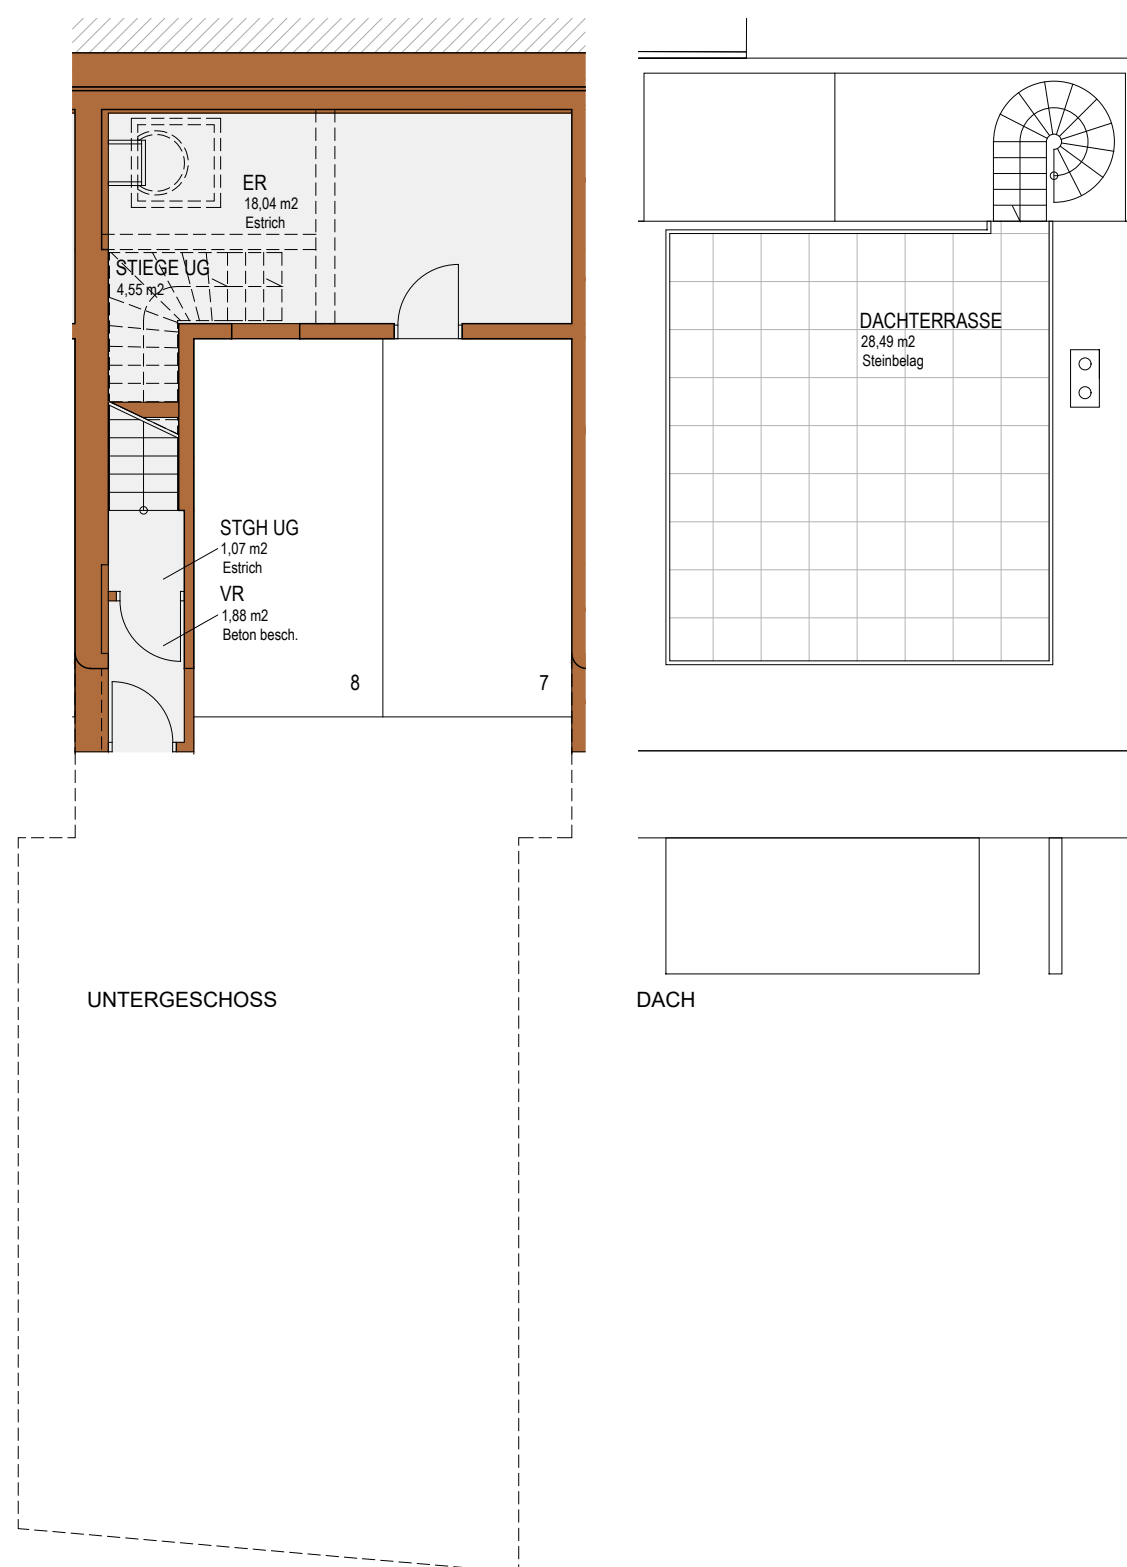 ER
18,04 m2
Estrich
STIEGE UG
4,55 m2
STGH UG
1,07 m2
Estrich
VR
1,88 m2
Beton besch.
8
7
UNTERGESCHOSS
DACHTERRASSE
28,49 m2
Steinbelag
DACH